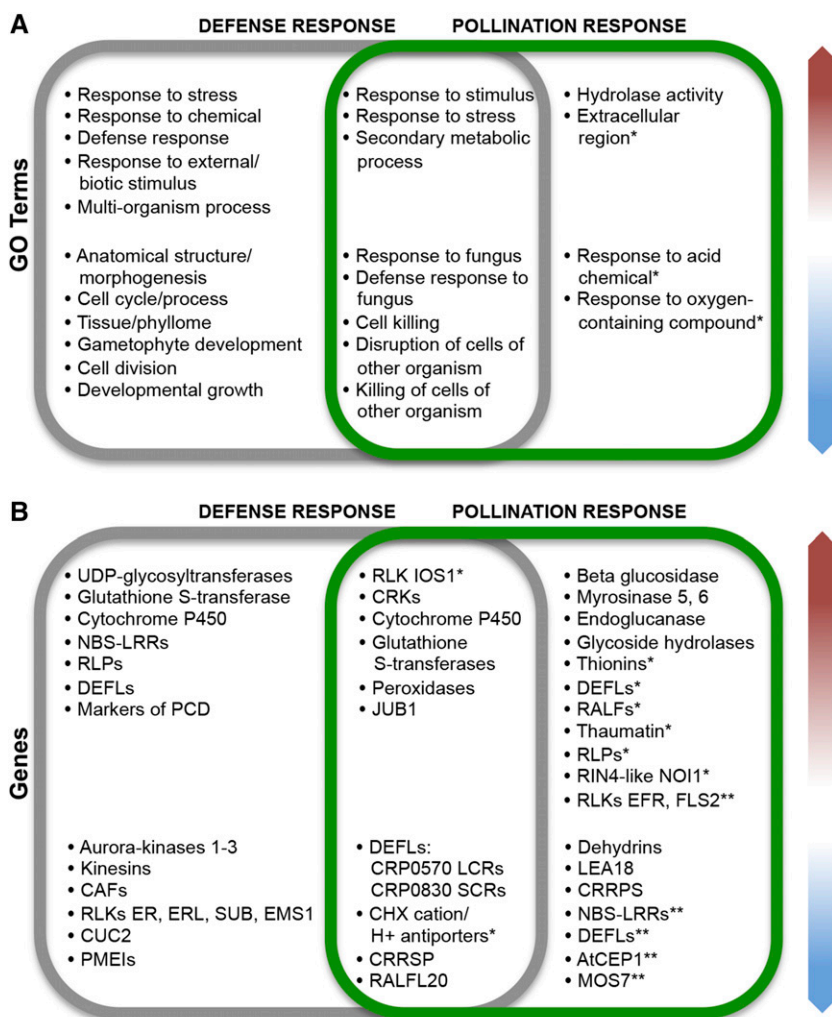 A
DEFENSE RESPONSE
POLLINATION RESPONSE
GO Terms
• Response to stress
• Response to chemical
• Defense response
• Response to external/
biotic stimulus
• Multi-organism process
• Anatomical structure/
morphogenesis
• Cell cycle/process
• Tissue/phyllome
• Gametophyte development
• Cell division
• Developmental growth
• Response to stimulus
• Response to stress
• Secondary metabolic
process
• Response to fungus
• Defense response to
fungus
• Cell killing
• Disruption of cells of
other organism
• Killing of cells of
other organism
• Hydrolase activity
• Extracellular
region*
• Response to acid
chemical*
• Response to oxygen-
containing compound*
B
DEFENSE RESPONSE
POLLINATION RESPONSE
Genes
• UDP-glycosyltransferases
• Glutathione S-transferase
• Cytochrome P450
• NBS-LRRs
• RLPs
• DEFLs
• Markers of PCD
• Aurora-kinases 1-3
• Kinesins
• CAFs
• RLKs ER, ERL, SUB, EMS1
• CUC2
• PMEIs
• RLK IOS1*
• CRKs
• Cytochrome P450
• Glutathione
S-transferases
• Peroxidases
• JUB1
• DEFLs:
CRP0570 LCRs
CRP0830 SCRs
• CHX cation/
H+ antiporters*
• CRRSP
• RALFL20
• Beta glucosidase
• Myrosinase 5, 6
• Endoglucanase
• Glycoside hydrolases
• Thionins*
• DEFLs*
• RALFs*
• Thaumatin*
• RLPs*
• RIN4-like NOI1*
• RLKs EFR, FLS2**
• Dehydrins
• LEA18
• CRRPS
• NBS-LRRs**
• DEFLs**
• AtCEP1**
• MOS7**